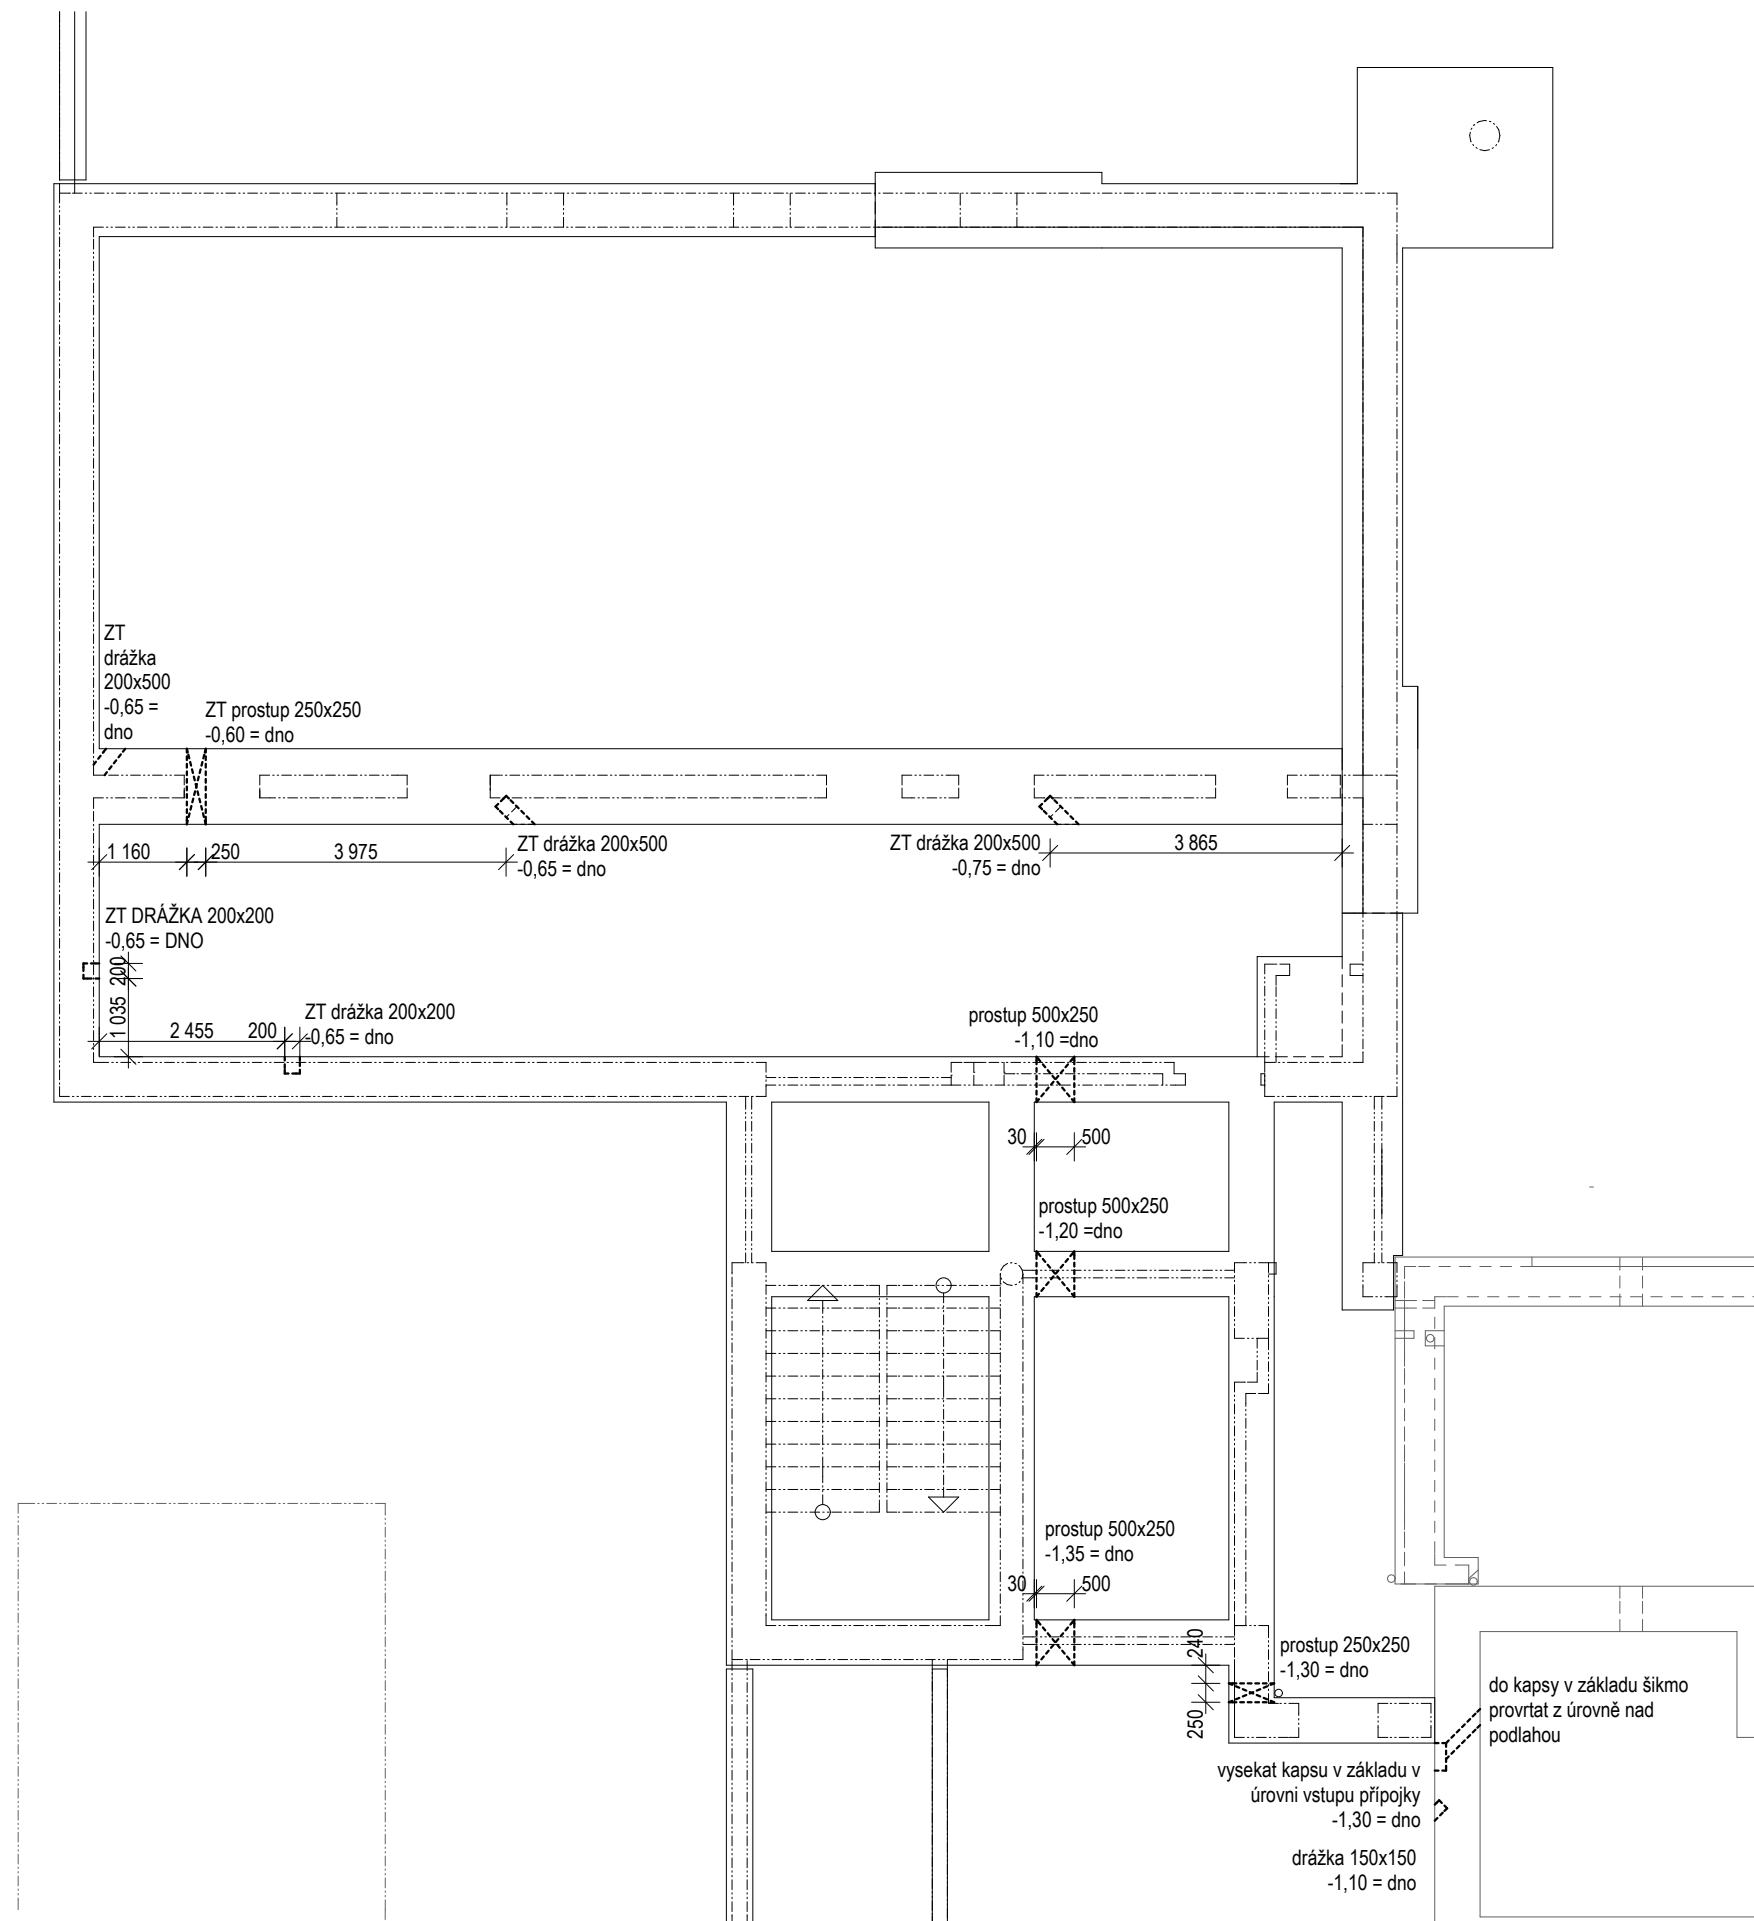 ZT
drážka
200x500
-0,65 =
dno
ZT prostup 250x250
-0,60 = dno
1 160
250
3 975
ZT drážka 200x500
-0,65 = dno
ZT drážka 200x500
-0,75 = dno
3 865
ZT DRÁŽKA 200x200
-0,65 = DNO
200
1 035
2 455
200
ZT drážka 200x200
-0,65 = dno
prostup 500x250
-1,10 =dno
30
500
prostup 500x250
-1,20 =dno
prostup 500x250
-1,35 = dno
30
500
240
250
prostup 250x250
-1,30 = dno
do kapsy v základu šikmo
provrtat z úrovně nad
podlahou
vysekat kapsu v základu v
úrovni vstupu přípojky
-1,30 = dno
drážka 150x150
-1,10 = dno